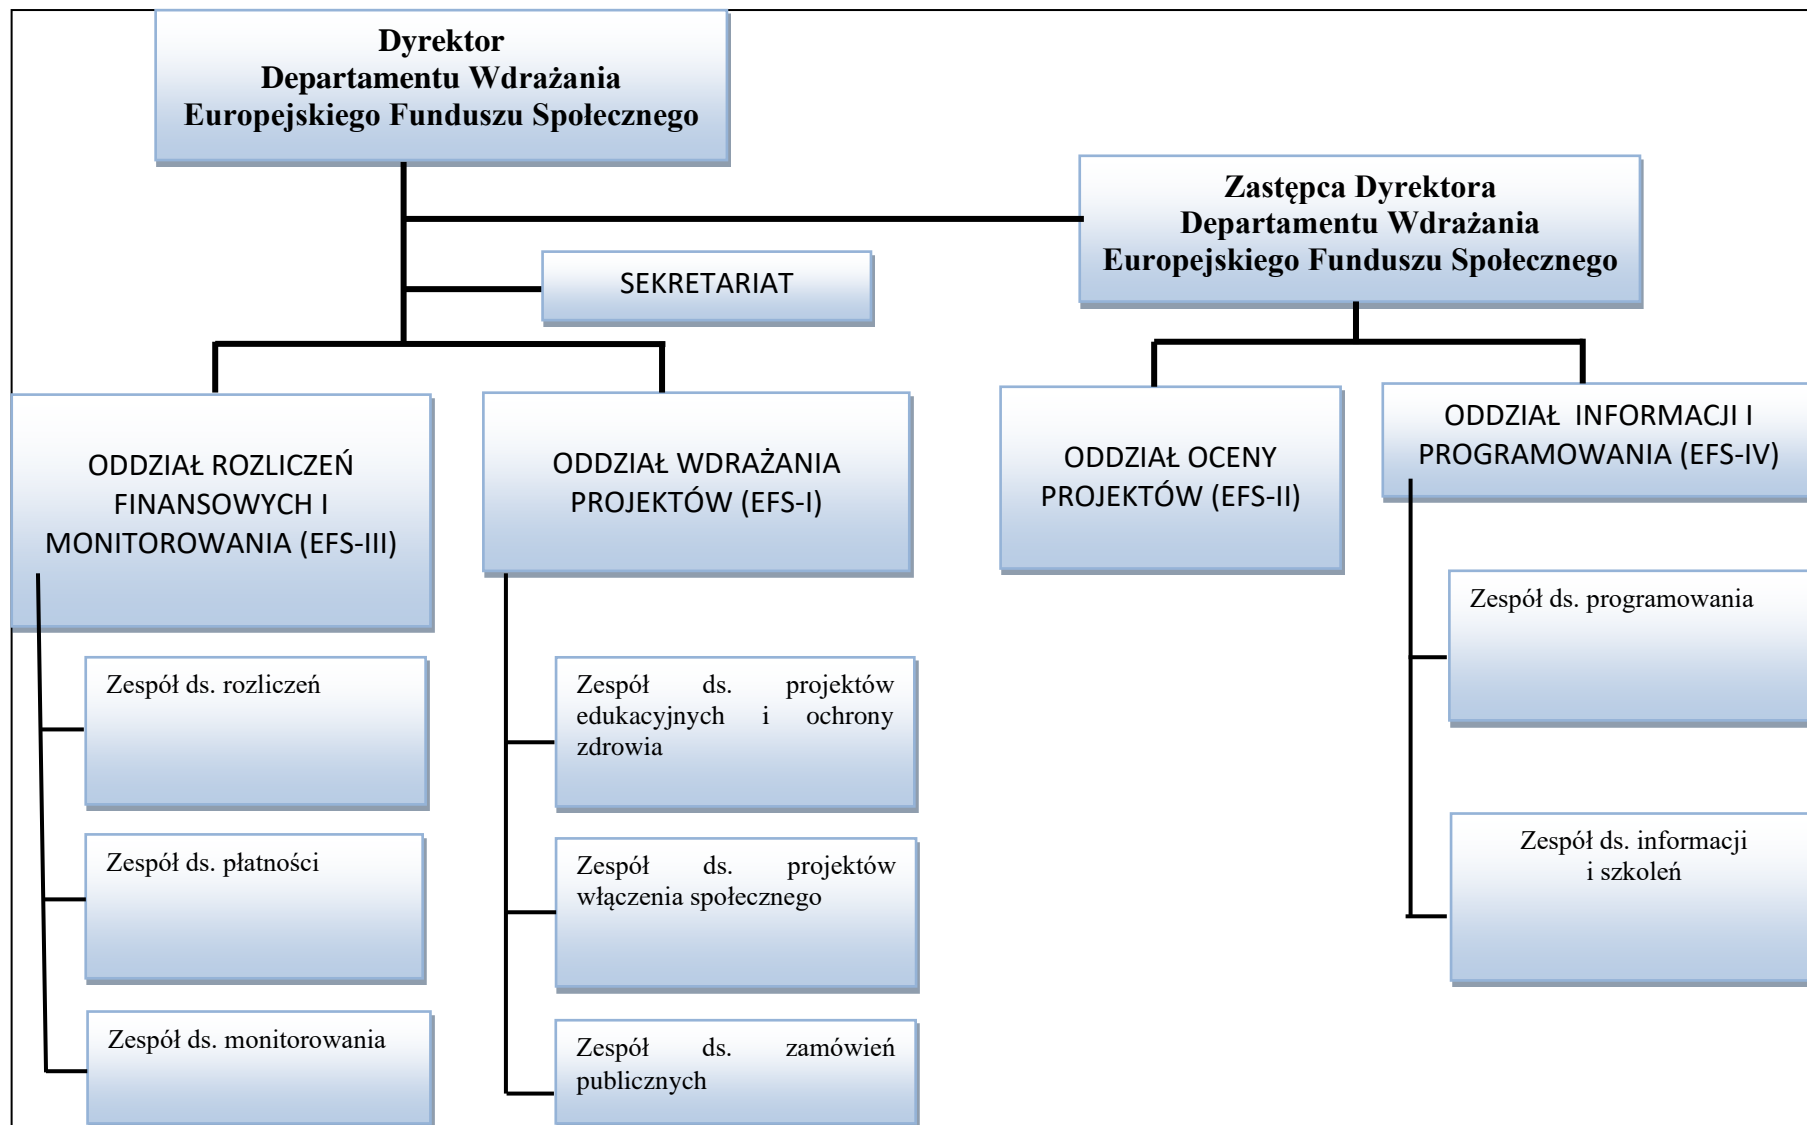 Dyrektor
Departamentu Wdrażania
Europejskiego Funduszu Społecznego
Zastępca Dyrektora
Departamentu Wdrażania
Europejskiego Funduszu Społecznego
SEKRETARIAT
ODDZIAŁ ROZLICZEŃ
FINANSOWYCH I
MONITOROWANIA (EFS-III)
ODDZIAŁ WDRAŻANIA
PROJEKTÓW (EFS-I)
ODDZIAŁ OCENY
PROJEKTÓW (EFS-II)
ODDZIAŁ INFORMACJI I
PROGRAMOWANIA (EFS-IV)
Zespół ds. rozliczeń
Zespół ds. płatności
Zespół ds. monitorowania
Zespół ds. projektów
edukacyjnych i ochrony
zdrowia
Zespół ds. projektów
włączenia społecznego
Zespół ds. zamówień
publicznych
Zespół ds. programowania
Zespół ds. informacji
i szkoleń